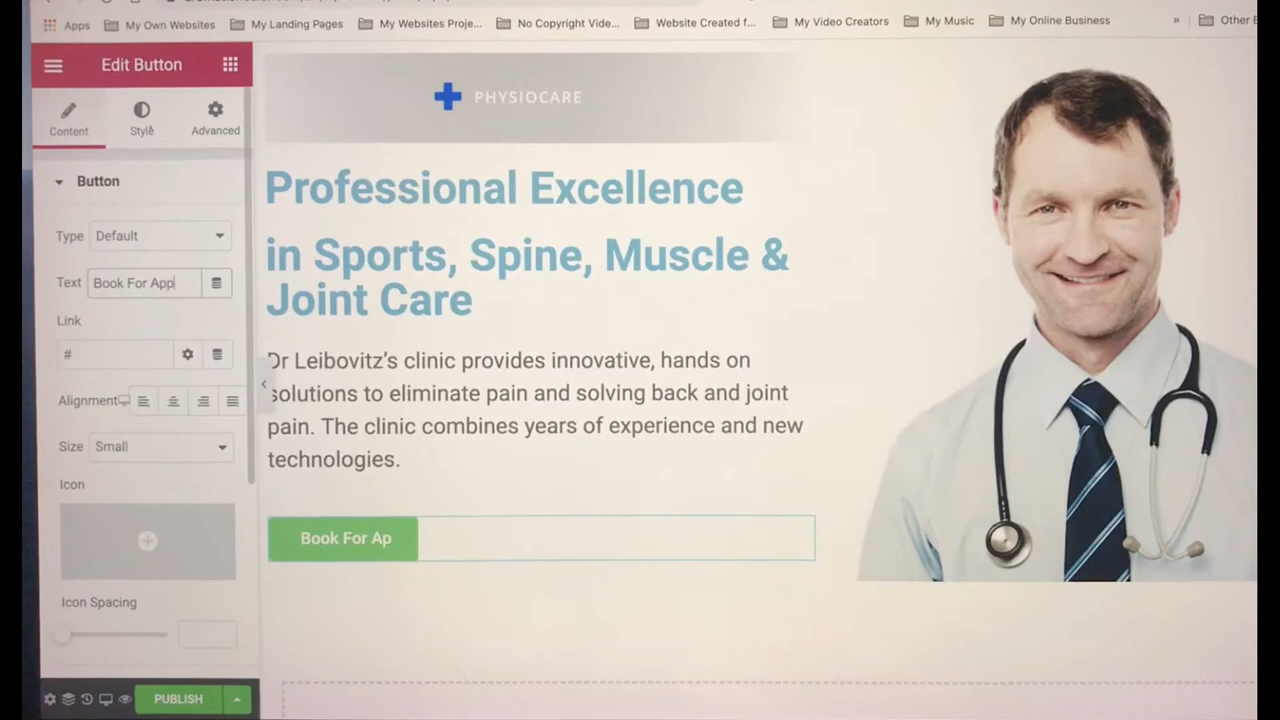 Apps My Own Websites My Landing Pages My Websites Proje... No Copyright Vide... Website Created f... My Video Creators My Music My Online Business » Other
Edit Button
Content Style Advanced
Button
Type Default
Text Book For App
Link
#
Alignment
Size Small
Icon
Icon Spacing
PUBLISH
PHYSIOCARE
Professional Excellence
in Sports, Spine, Muscle &
Joint Care
Dr Leibovitz's clinic provides innovative, hands on
solutions to eliminate pain and solving back and joint
pain. The clinic combines years of experience and new
technologies.
Book For Ap